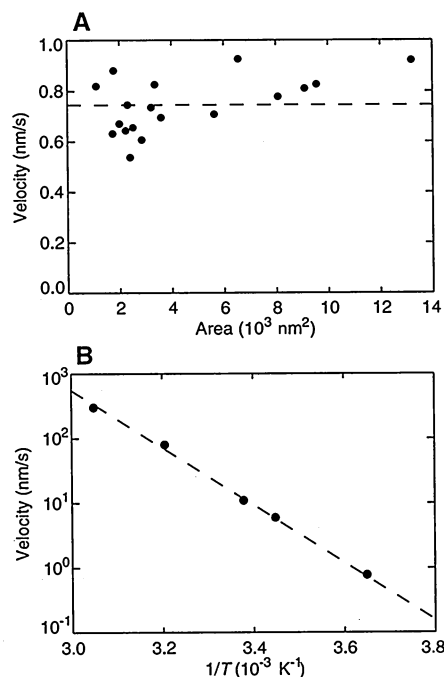 A
1.0
0.8
0.6
0.4
0.2
0.0
Velocity (nm/s)
0 2 4 6 8 10 12 14
Area (10³ nm²)
B
10³
10²
10¹
10⁰
10⁻¹
Velocity (nm/s)
3.0 3.2 3.4 3.6 3.8
1/T (10⁻³ K⁻¹)